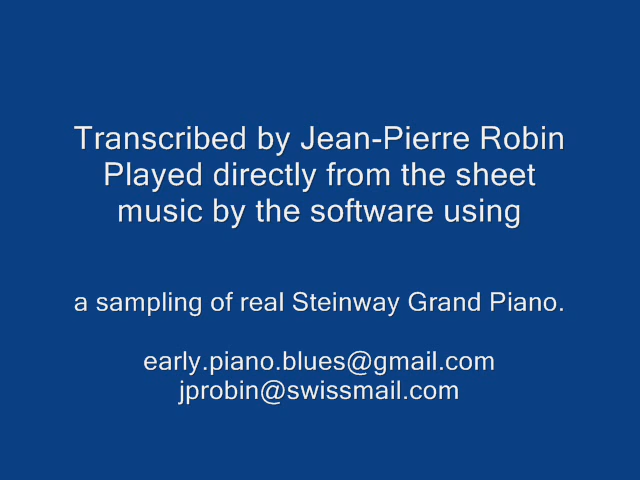 Transcribed by Jean-Pierre Robin
Played directly from the sheet
music by the software using
a sampling of real Steinway Grand Piano.
early.piano.blues@gmail.com
jprobin@swissmail.com